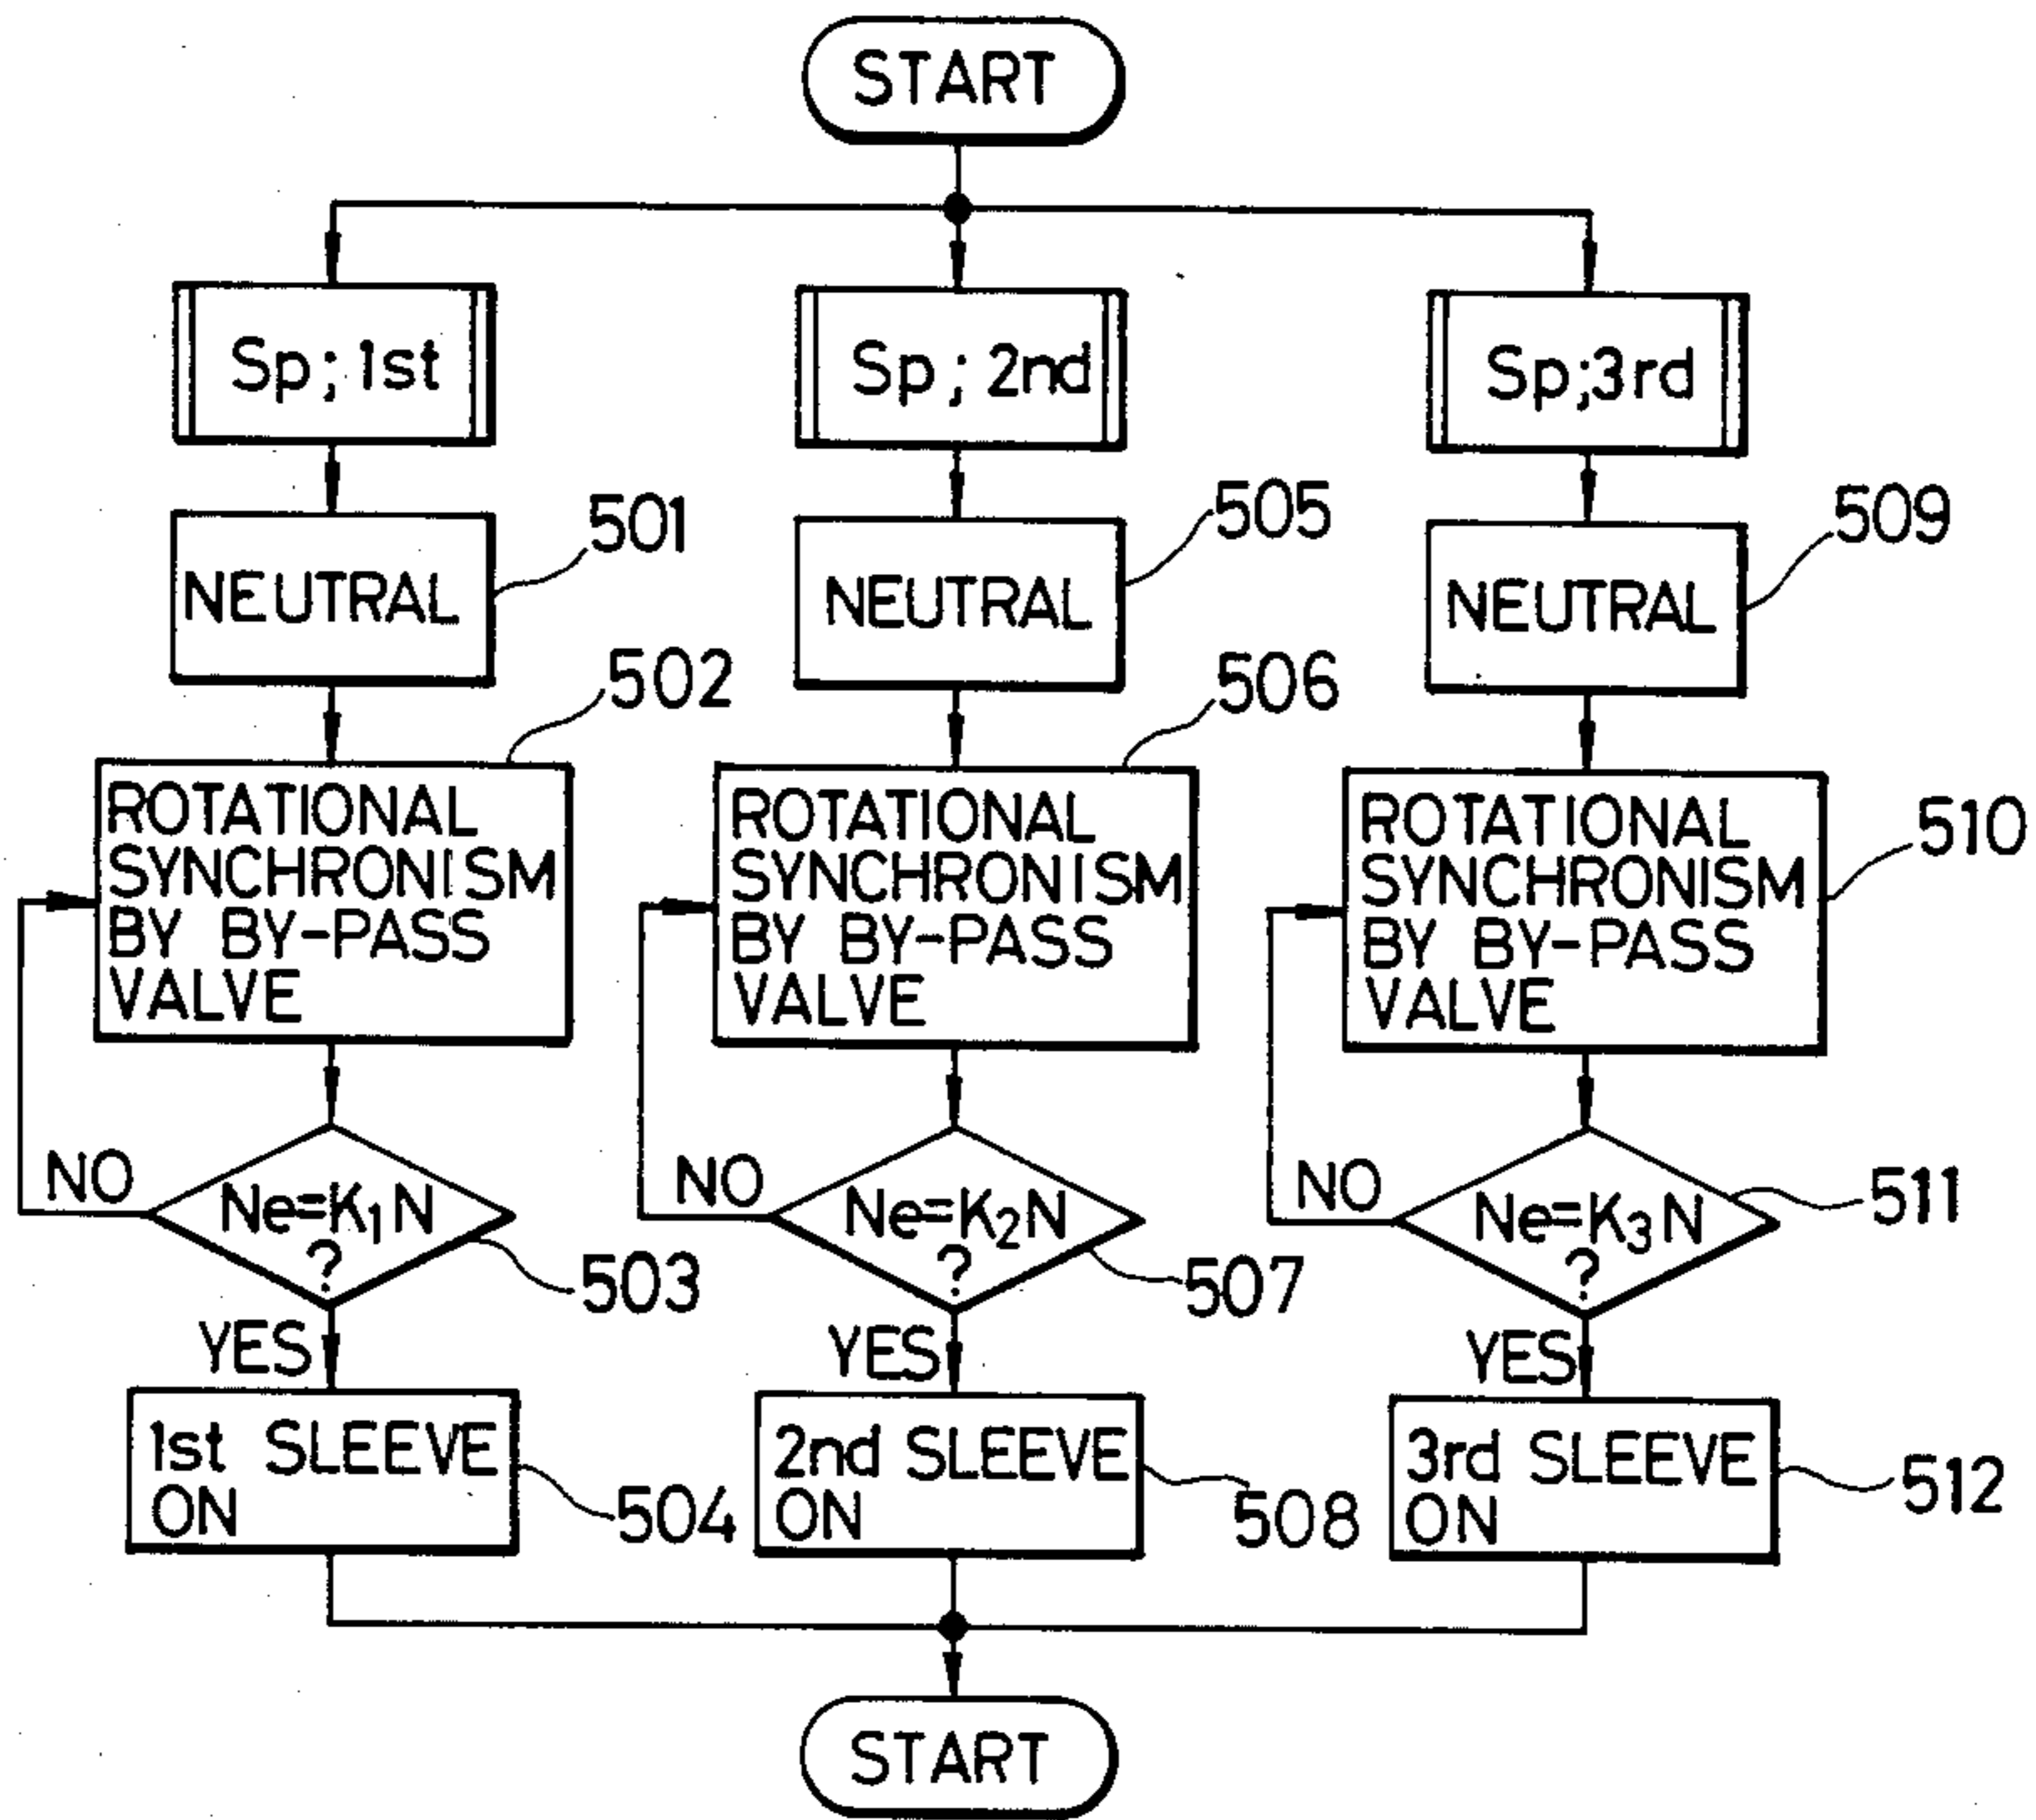 START
Sp; 1st
Sp; 2nd
Sp;3rd
501
505
509
NEUTRAL
NEUTRAL
NEUTRAL
502
506
510
ROTATIONAL
SYNCHRONISM
BY BY-PASS
VALVE
ROTATIONAL
SYNCHRONISM
BY BY-PASS
VALVE
ROTATIONAL
SYNCHRONISM
BY BY-PASS
VALVE
NO
Ne=K₁N
?
503
NO
Ne=K₂N
?
507
NO
Ne=K₃N
?
511
YES
YES
YES
1st SLEEVE
ON
504
2nd SLEEVE
ON
508
3rd SLEEVE
ON
512
START